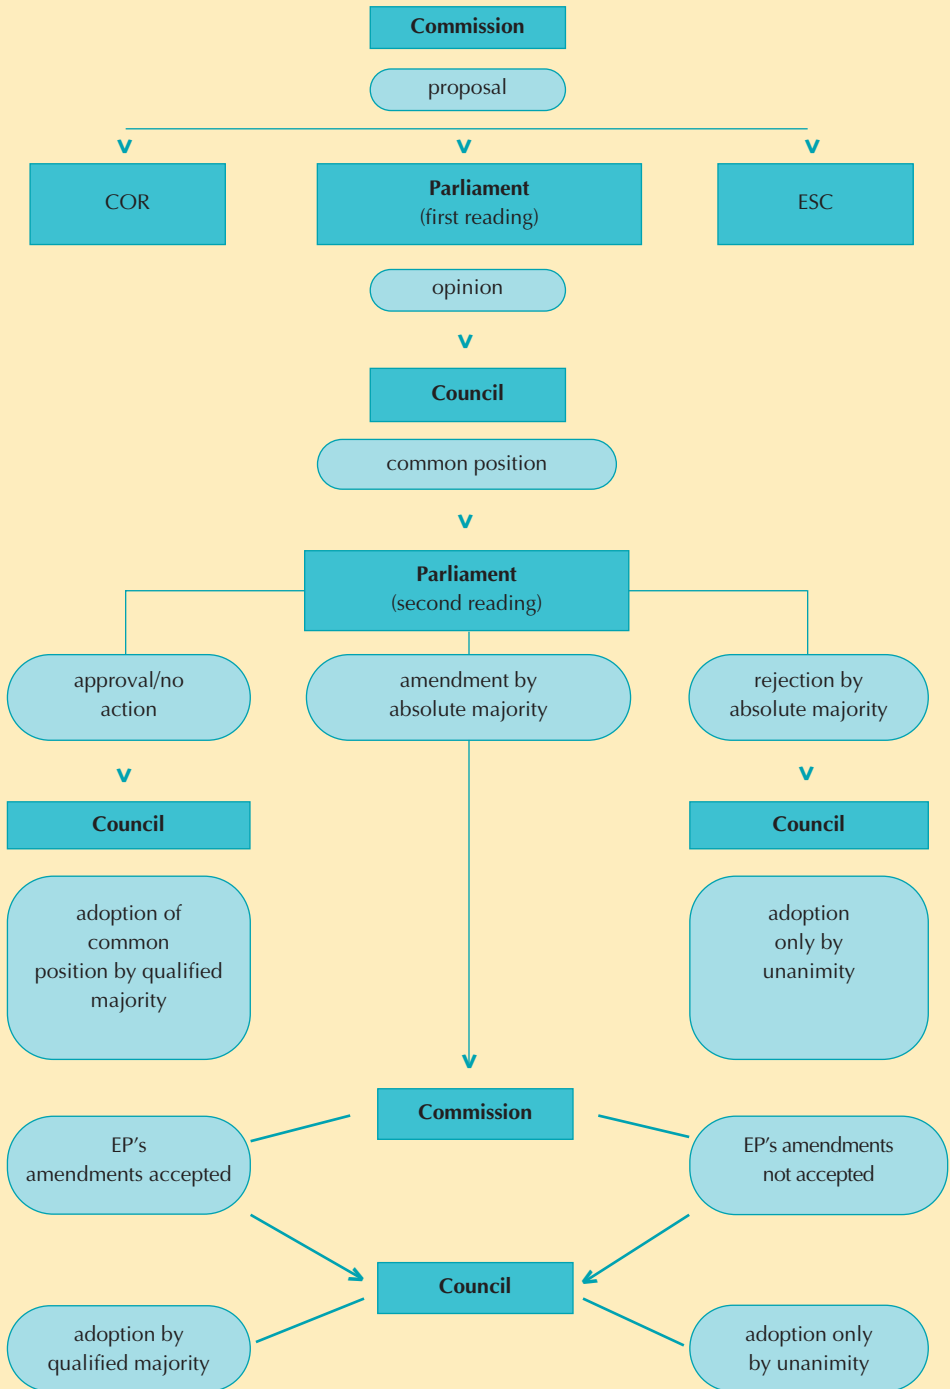 Commission
proposal
COR
Parliament
(first reading)
ESC
opinion
Council
common position
Parliament
(second reading)
approval/no
action
amendment by
absolute majority
rejection by
absolute majority
Council
Council
adoption of
common
position by qualified
majority
adoption
only by
unanimity
Commission
EP’s
amendments accepted
EP’s amendments
not accepted
Council
adoption by
qualified majority
adoption only
by unanimity